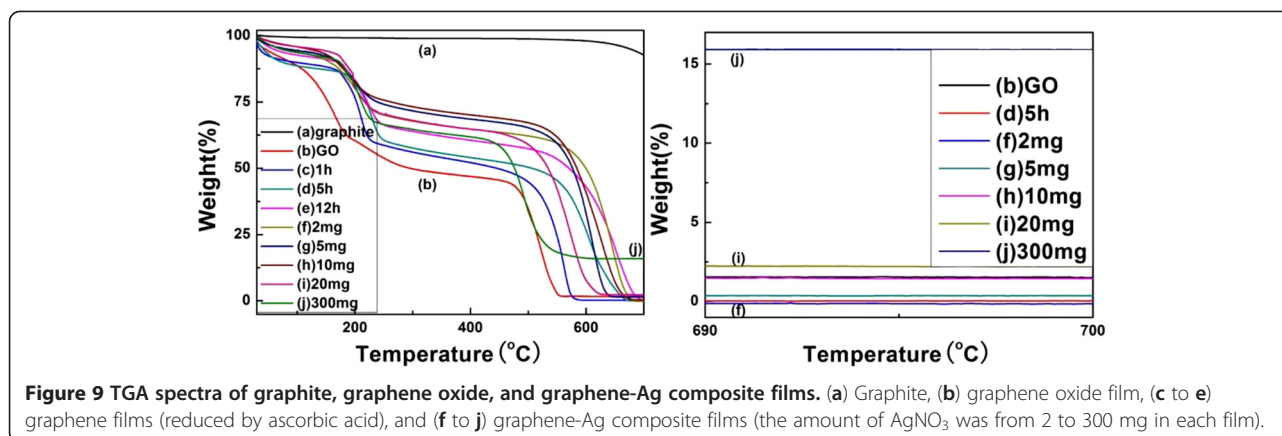 100
75
50
25
0
Weight(%)
(a)
(b)
(j)
(a)graphite
(b)GO
(c)1h
(d)5h
(e)12h
(f)2mg
(g)5mg
(h)10mg
(i)20mg
(j)300mg
200
400
600
Temperature (°C)
15
10
5
0
Weight(%)
(j)
(i)
(f)
(b)GO
(d)5h
(f)2mg
(g)5mg
(h)10mg
(i)20mg
(j)300mg
690
700
Temperature (°C)
Figure 9 TGA spectra of graphite, graphene oxide, and graphene-Ag composite films. (a) Graphite, (b) graphene oxide film, (c to e)
graphene films (reduced by ascorbic acid), and (f to j) graphene-Ag composite films (the amount of AgNO₃ was from 2 to 300 mg in each film).